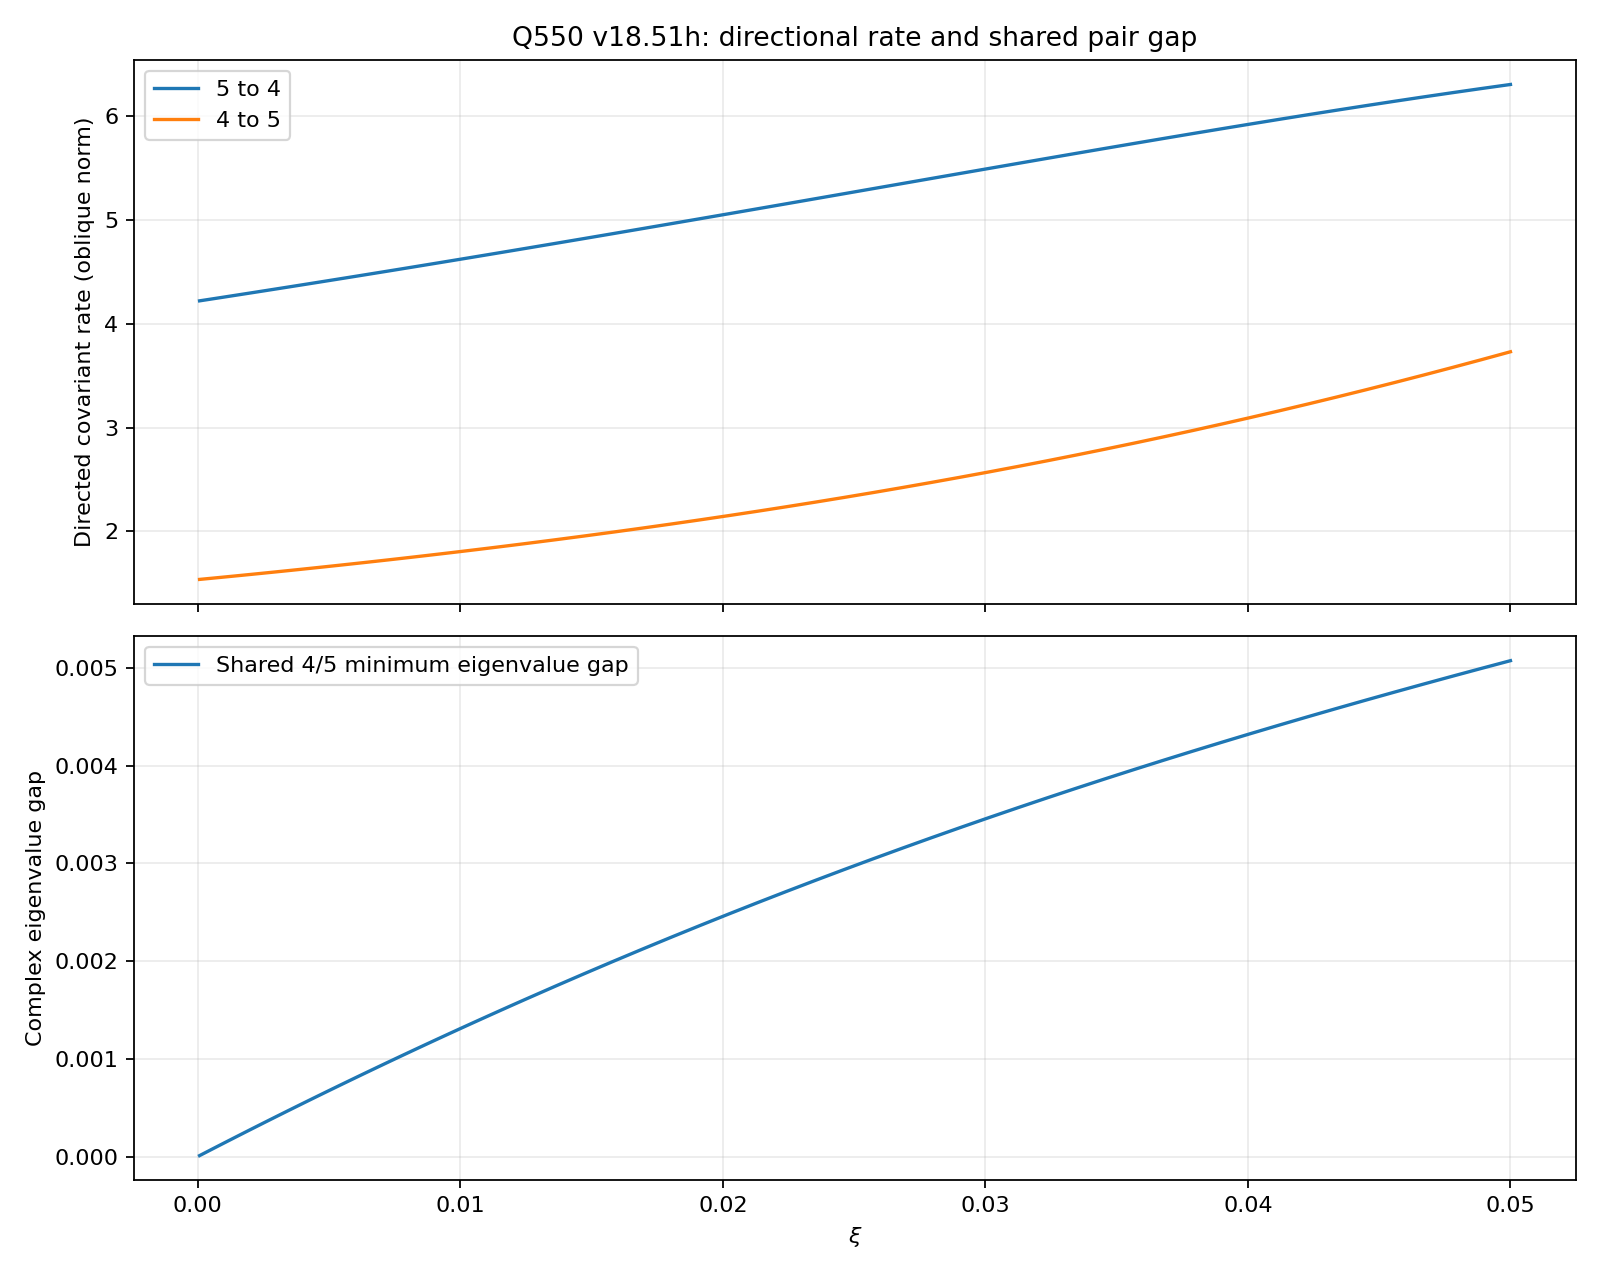 Q550 v18.51h: directional rate and shared pair gap
5 to 4
4 to 5
Directed covariant rate (oblique norm)
6
5
4
3
2
Shared 4/5 minimum eigenvalue gap
Complex eigenvalue gap
0.005
0.004
0.003
0.002
0.001
0.000
0.00 0.01 0.02 0.03 0.04 0.05
ξ